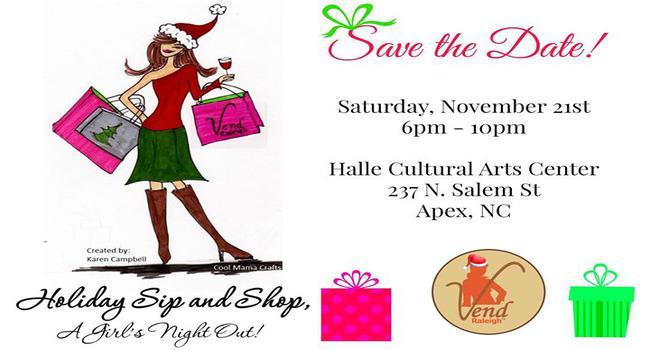 Vend
Raleigh
Created by:
Karen Campbell
Cool Mama Crafts
Holiday Sip and Shop,
A Girl's Night Out!
Save the Date!
Saturday, November 21st
6pm - 10pm
Halle Cultural Arts Center
237 N. Salem St
Apex, NC
Vend
Raleigh